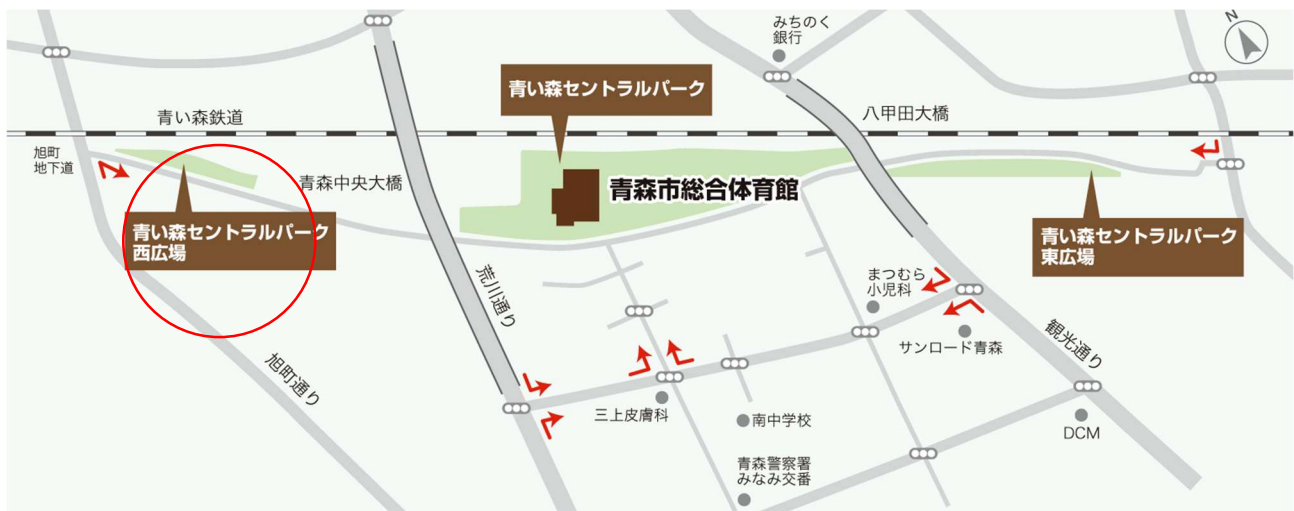 みちのく
銀行
N
青い森セントラルパーク
青い森鉄道
八甲田大橋
旭町
地下道
青森中央大橋
青森市総合体育館
青い森セントラルパーク
西広場
青い森セントラルパーク
東広場
荒川通り
まつむら
小児科
旭町通り
サンロード青森
観光通り
三上皮膚科
南中学校
DCM
青森警察署
みなみ交番